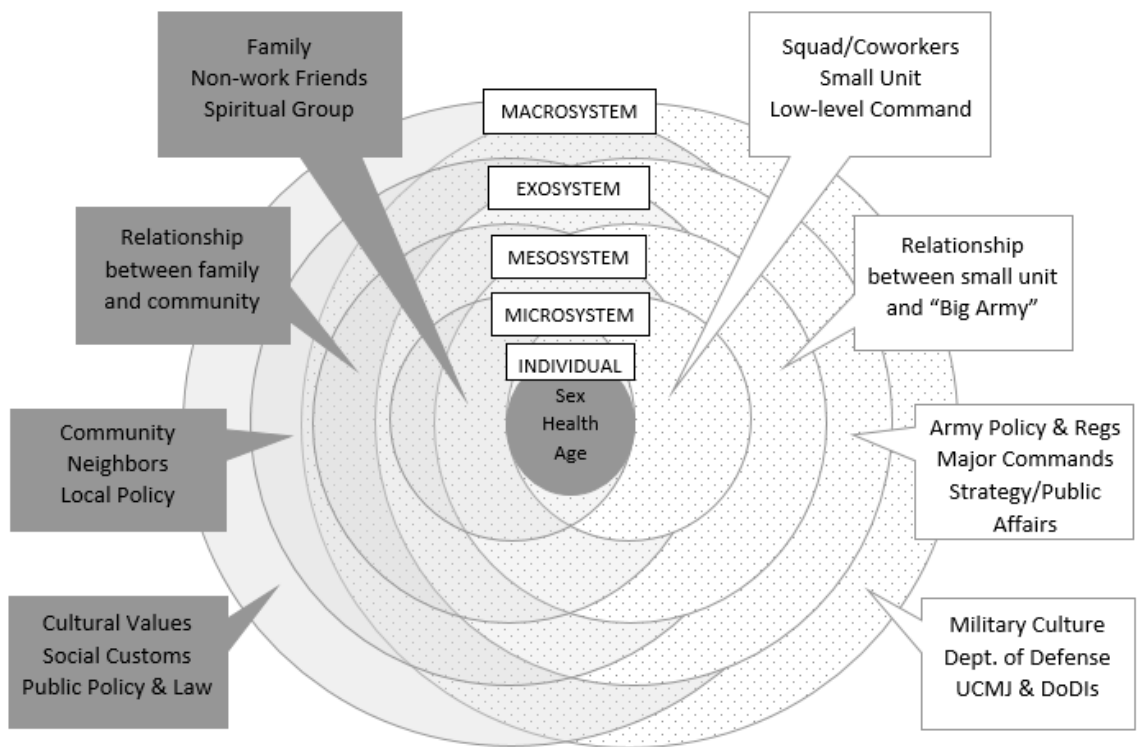 Family
Non-work Friends
Spiritual Group
Squad/Coworkers
Small Unit
Low-level Command
MACROSYSTEM
EXOSYSTEM
MESOSYSTEM
MICROSYSTEM
INDIVIDUAL
Sex
Health
Age
Relationship
between family
and community
Relationship
between small unit
and “Big Army”
Community
Neighbors
Local Policy
Army Policy & Regs
Major Commands
Strategy/Public
Affairs
Cultural Values
Social Customs
Public Policy & Law
Military Culture
Dept. of Defense
UCMJ & DoDIs